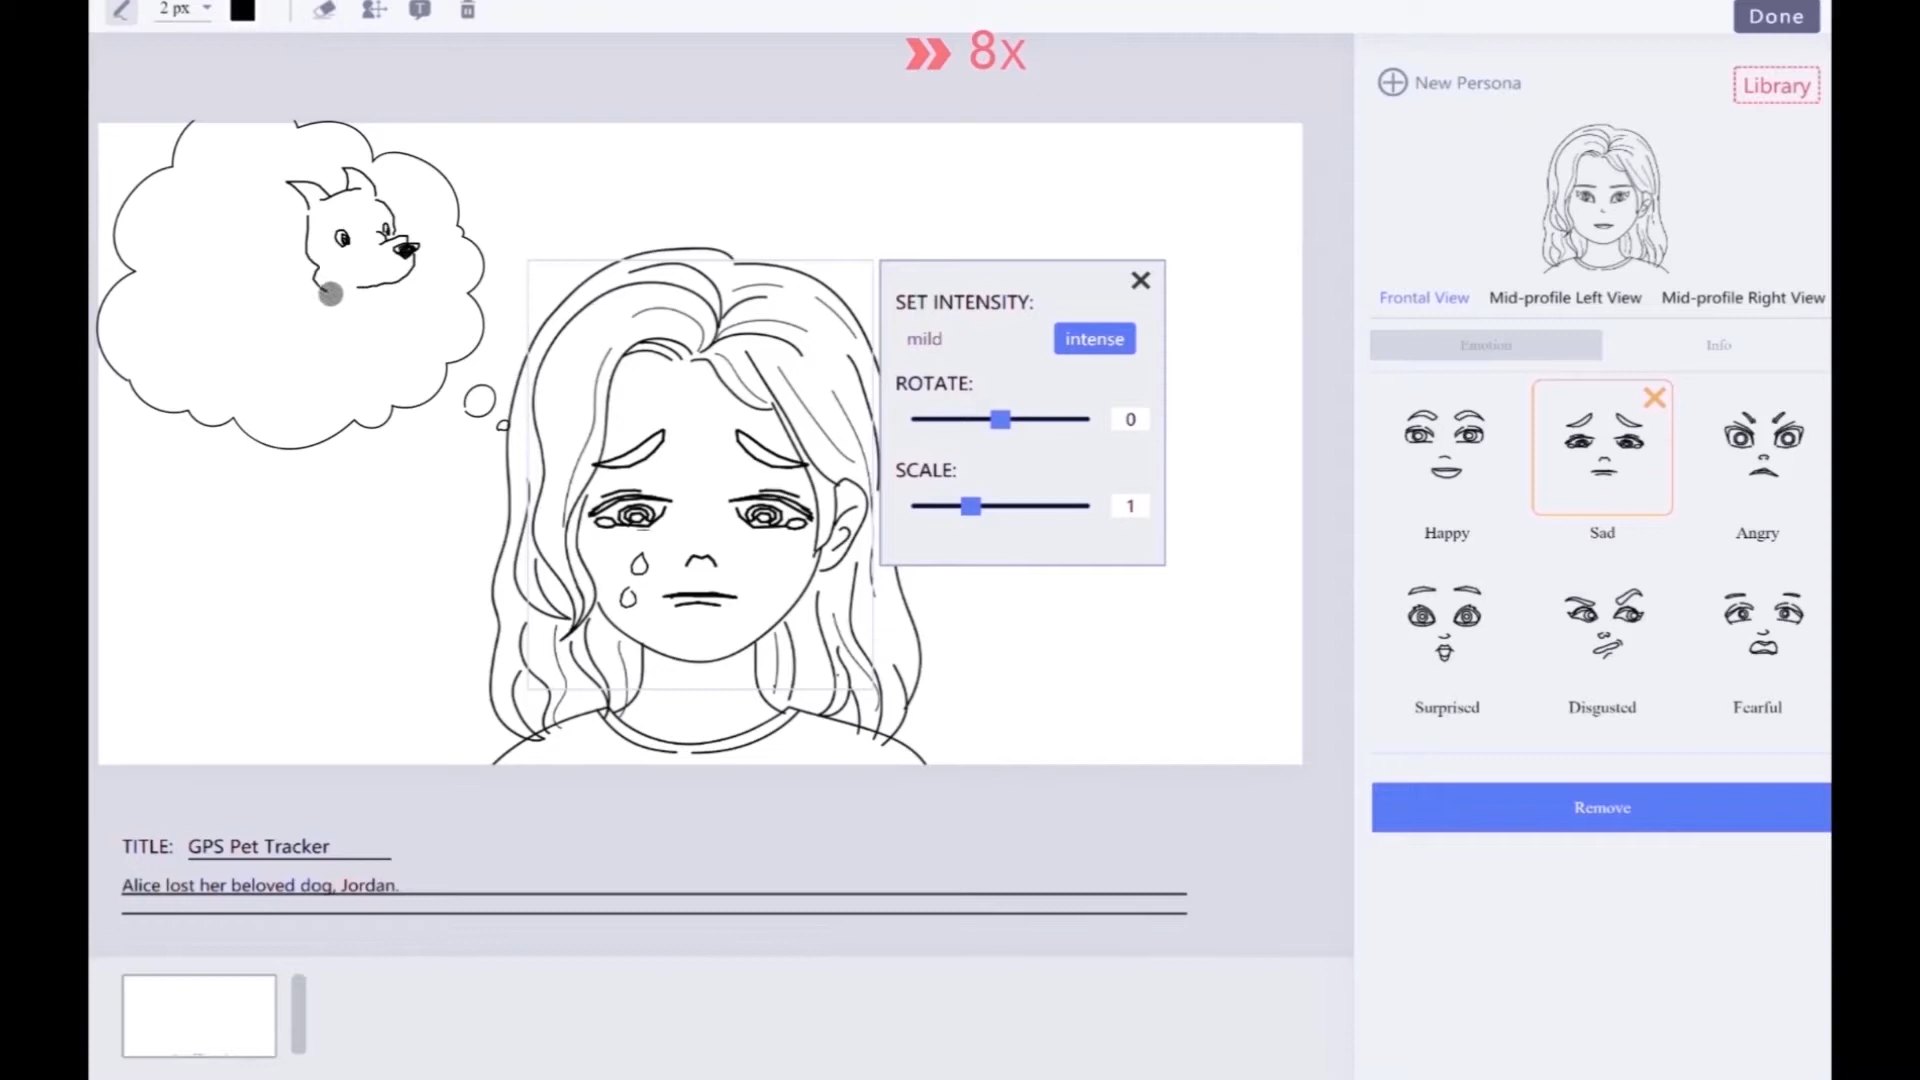 2 px
Done
8x
New Persona
Library
Frontal View Mid-profile Left View Mid-profile Right View
Emotion Info
SET INTENSITY:
mild intense
ROTATE:
0
SCALE:
1
Happy Sad Angry
Surprised Disgusted Fearful
Remove
TITLE: GPS Pet Tracker
Alice lost her beloved dog, Jordan.